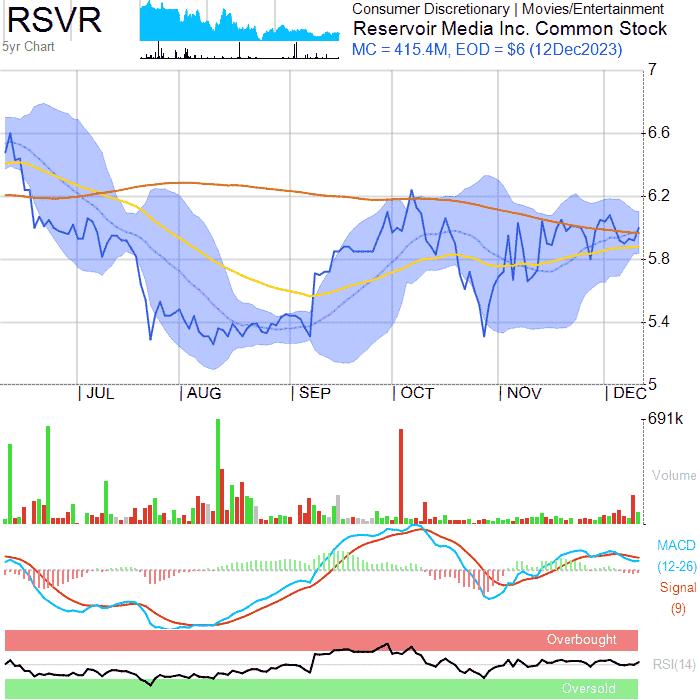 RSVR
5yr Chart
Consumer Discretionary | Movies/Entertainment
Reservoir Media Inc. Common Stock
MC = 415.4M, EOD = $6 (12Dec2023)
7
6.6
6.2
5.8
5.4
5
JUL AUG SEP OCT NOV DEC
691k
Volume
MACD
(12-26)
Signal
(9)
Overbought
RSI(14)
Oversold